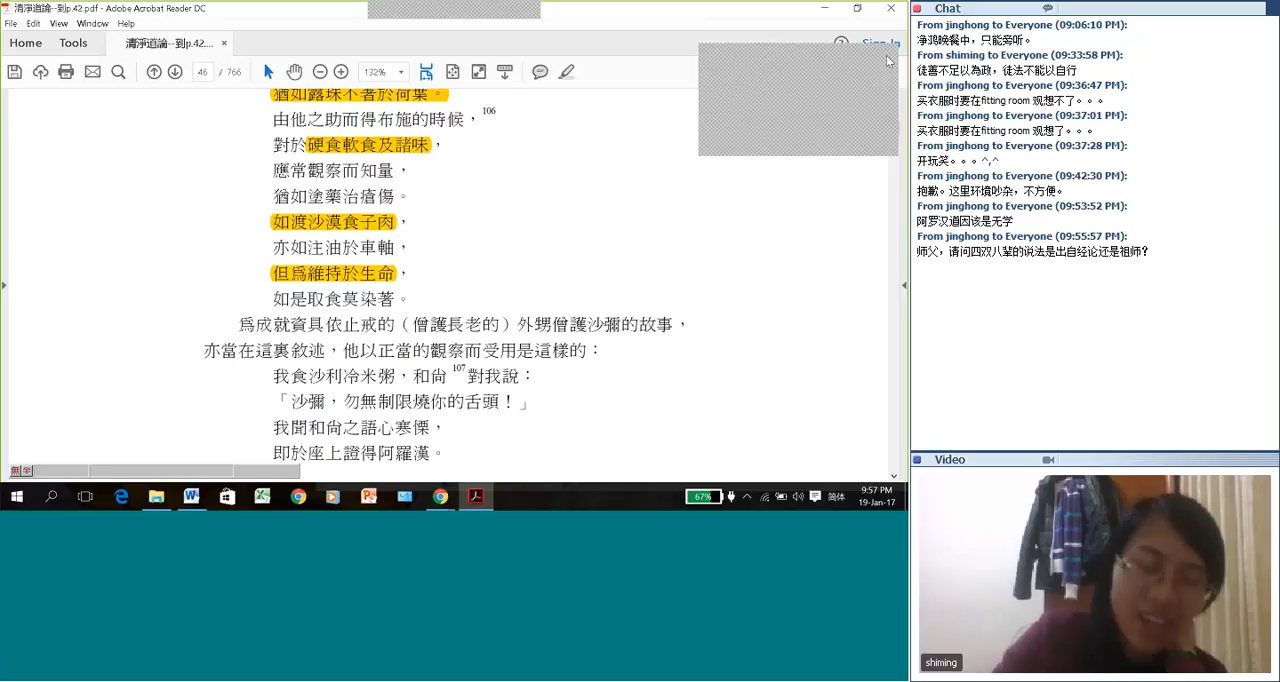 清淨道論--到p.42.pdf - Adobe Acrobat Reader DC
File Edit View Window Help
Home Tools 清淨道論--到p.42.... × Sign In
46 / 766 132%
猶如露珠不著於荷葉。
由他之助而得布施的時候，106
對於硬食軟食及諸味，
應常觀察而知量，
猶如塗藥治瘡傷。
如渡沙漠食子肉，
亦如注油於車軸，
但爲維持於生命，
如是取食莫染著。
爲成就資具依止戒的（僧護長老的）外甥僧護沙彌的故事，
亦當在這裏敘述，他以正當的觀察而受用是這樣的：
我食沙利冷米粥，和尙107對我說：
「沙彌，勿無制限燒你的舌頭！」
我聞和尙之語心寒慄，
即於座上證得阿羅漢。
67% 简体 9:57 PM
19-Jan-17
Chat
From jinghong to Everyone (09:06:10 PM):
净鸿晚餐中，只能旁听。
From shiming to Everyone (09:33:58 PM):
徒善不足以為政，徒法不能以自行
From jinghong to Everyone (09:36:47 PM):
买衣服时要在fitting room 观想不了。。。
From jinghong to Everyone (09:37:01 PM):
买衣服时要在fitting room 观想了。。。
From jinghong to Everyone (09:37:28 PM):
开玩笑。。。^,^
From jinghong to Everyone (09:42:30 PM):
抱歉。这里环境吵杂，不方便。
From jinghong to Everyone (09:53:52 PM):
阿罗汉道因该是无学
From jinghong to Everyone (09:55:57 PM):
师父，请问四双八辈的说法是出自经论还是祖师?
Video
shiming